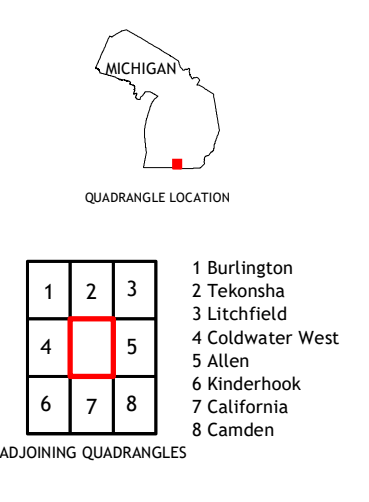 MICHIGAN
QUADRANGLE LOCATION
1 2 3
4 5
6 7 8
1 Burlington
2 Tekonsha
3 Litchfield
4 Coldwater West
5 Allen
6 Kinderhook
7 California
8 Camden
ADJOINING QUADRANGLES